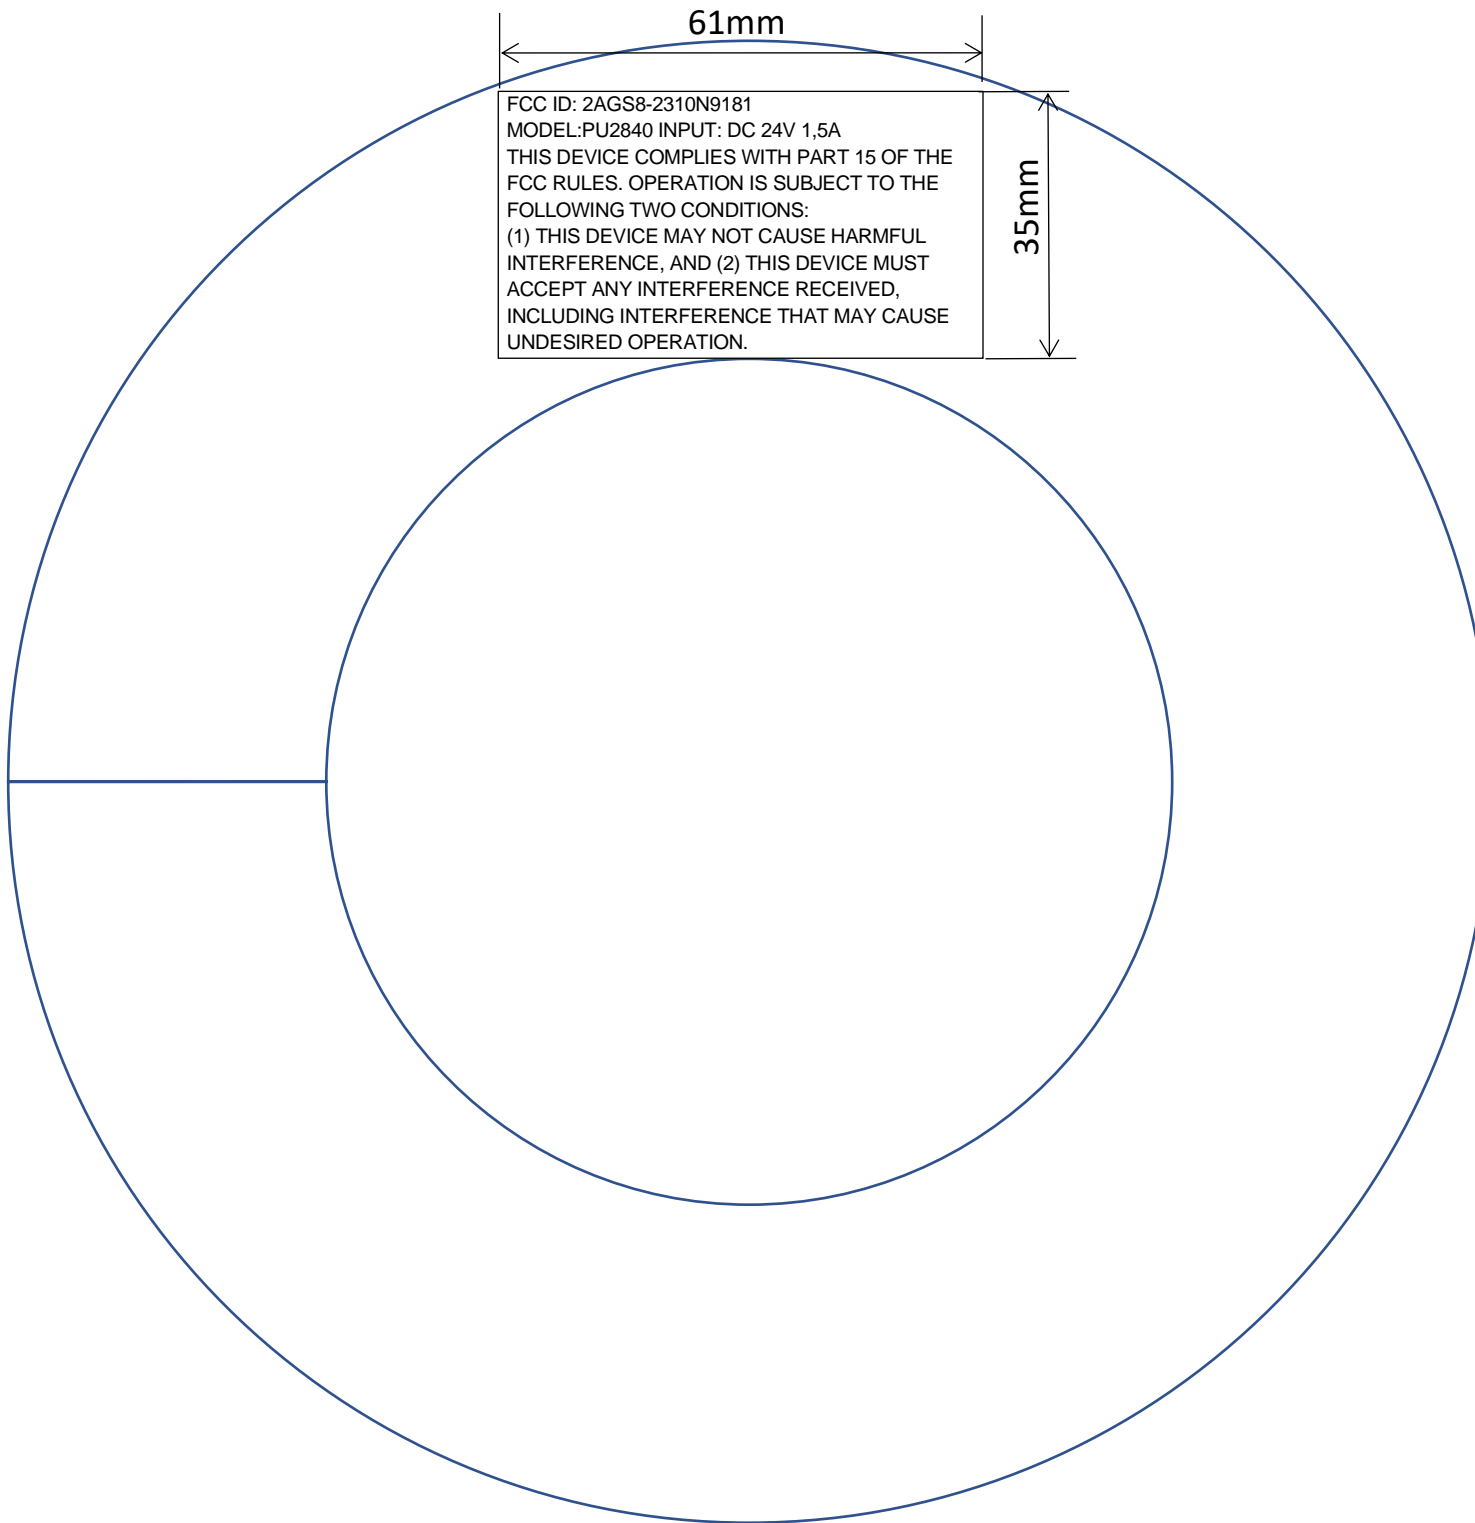 61mm
FCC ID: 2AGS8-2310N9181
MODEL:PU2840 INPUT: DC 24V 1,5A
THIS DEVICE COMPLIES WITH PART 15 OF THE
FCC RULES. OPERATION IS SUBJECT TO THE
FOLLOWING TWO CONDITIONS:
(1) THIS DEVICE MAY NOT CAUSE HARMFUL
INTERFERENCE, AND (2) THIS DEVICE MUST
ACCEPT ANY INTERFERENCE RECEIVED,
INCLUDING INTERFERENCE THAT MAY CAUSE
UNDESIRED OPERATION.
35mm